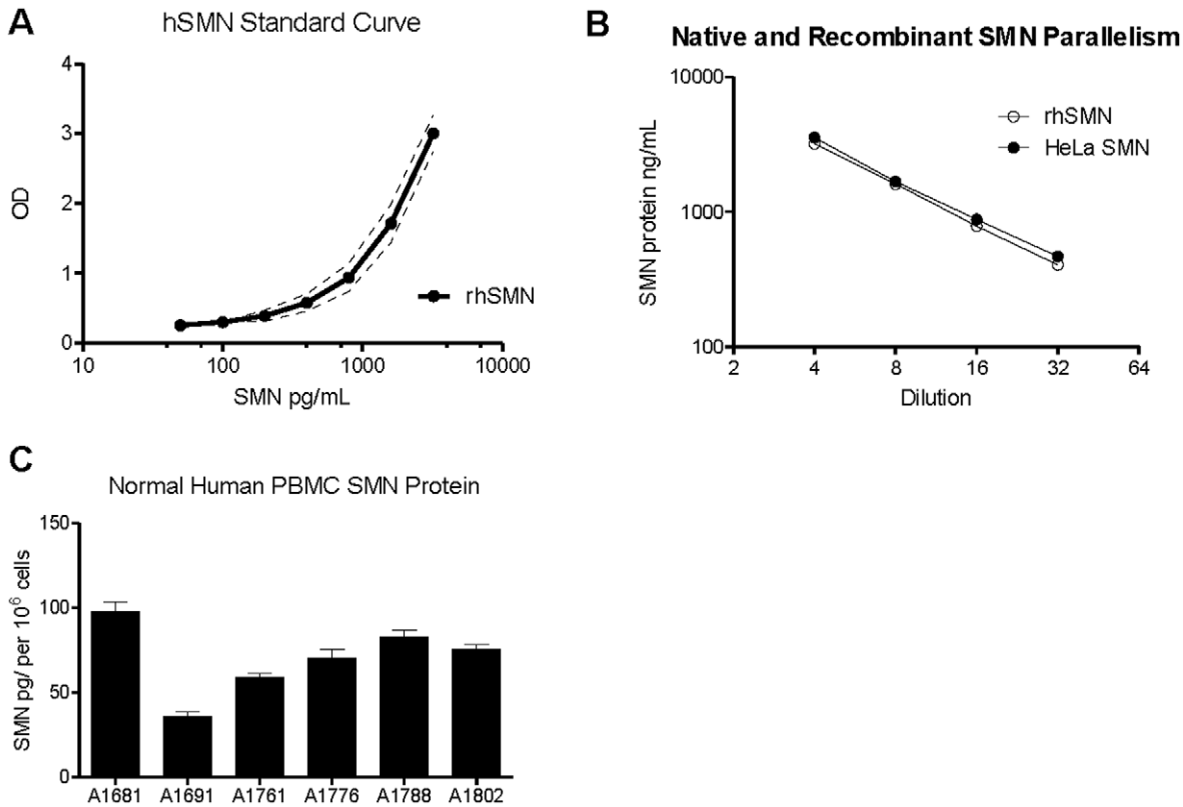 A
hSMN Standard Curve
4
3
2
1
0
OD
10
100
1000
10000
SMN pg/mL
rhSMN
B
Native and Recombinant SMN Parallelism
10000
1000
100
SMN protein ng/mL
rhSMN
HeLa SMN
2
4
8
16
32
64
Dilution
C
Normal Human PBMC SMN Protein
150
100
50
0
SMN pg/ per 10⁶ cells
A1681
A1691
A1761
A1776
A1788
A1802